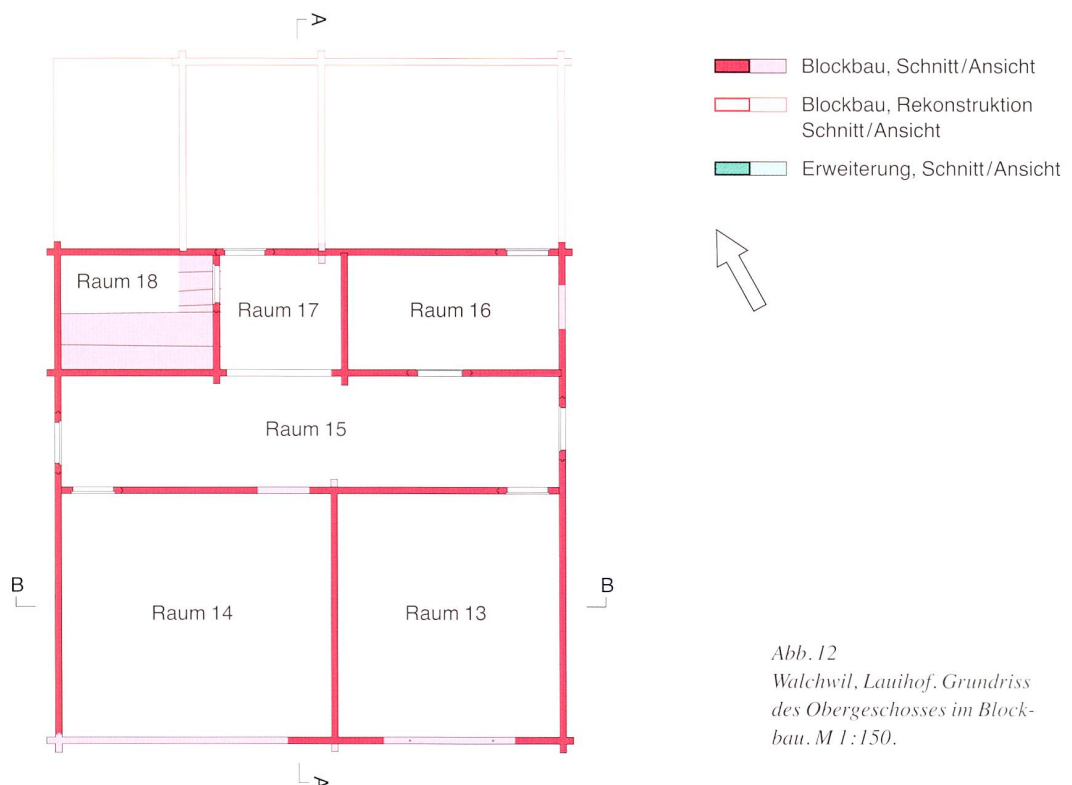 A
Blockbau, Schnitt/Ansicht
Blockbau, Rekonstruktion
Schnitt/Ansicht
Erweiterung, Schnitt/Ansicht
Raum 18
Raum 17
Raum 16
Raum 15
B
B
Raum 14
Raum 13
Abb. 12
Walchwil, Lauihof. Grundriss
des Obergeschosses im Block-
bau. M 1:150.
A